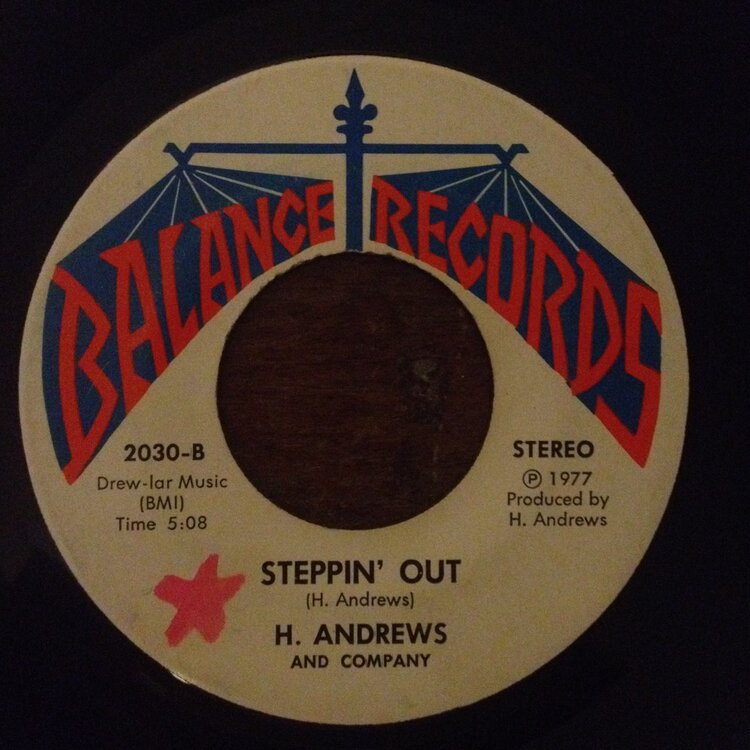 BALANCE RECORDS
2030-B
Drew-lar Music
(BMI)
Time 5:08
STEREO
℗ 1977
Produced by
H. Andrews
STEPPIN' OUT
(H. Andrews)
H. ANDREWS
AND COMPANY